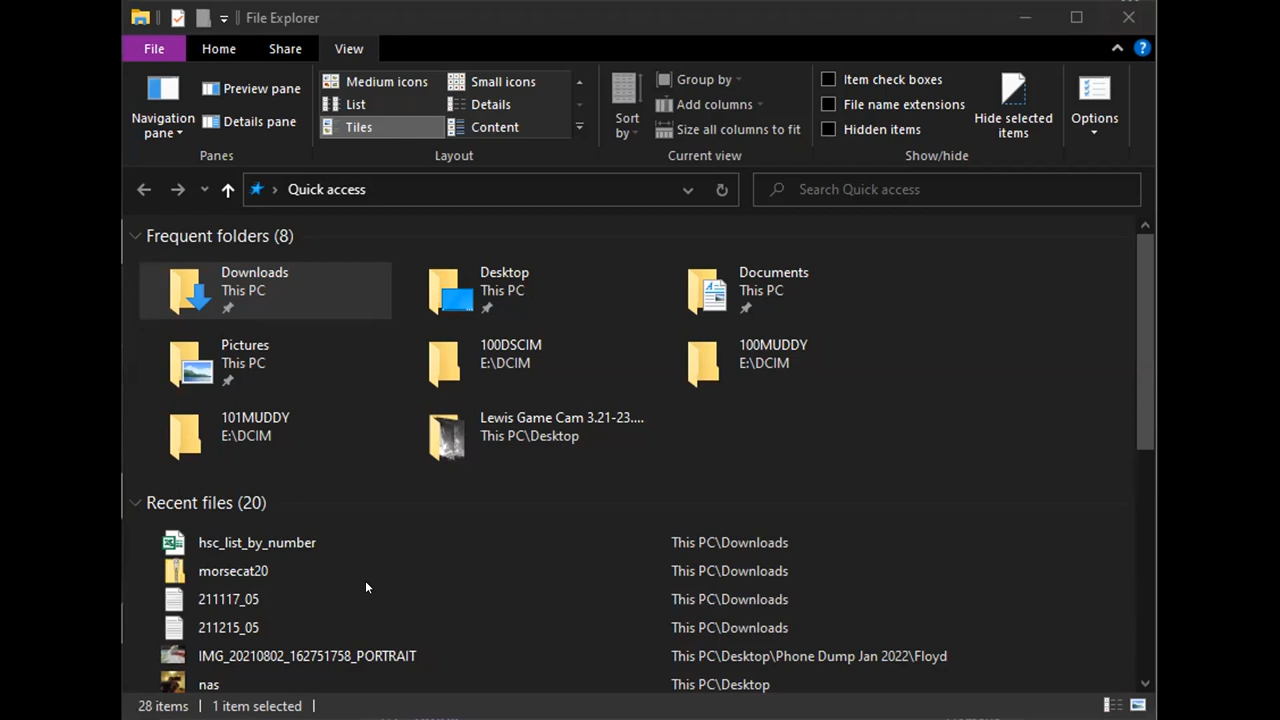 File Explorer
File Home Share View
Navigation pane
Preview pane
Details pane
Panes
Medium icons Small icons
List Details
Tiles Content
Layout
Sort by
Group by
Add columns
Size all columns to fit
Current view
Item check boxes
File name extensions
Hidden items
Hide selected items
Show/hide
Options
Quick access
Search Quick access
Frequent folders (8)
Downloads
This PC
Desktop
This PC
Documents
This PC
Pictures
This PC
100DSCIM
E:\DCIM
100MUDDY
E:\DCIM
101MUDDY
E:\DCIM
Lewis Game Cam 3.21-23....
This PC\Desktop
Recent files (20)
hsc_list_by_number This PC\Downloads
morsecat20 This PC\Downloads
211117_05 This PC\Downloads
211215_05 This PC\Downloads
IMG_20210802_162751758_PORTRAIT This PC\Desktop\Phone Dump Jan 2022\Floyd
nas This PC\Desktop
28 items 1 item selected